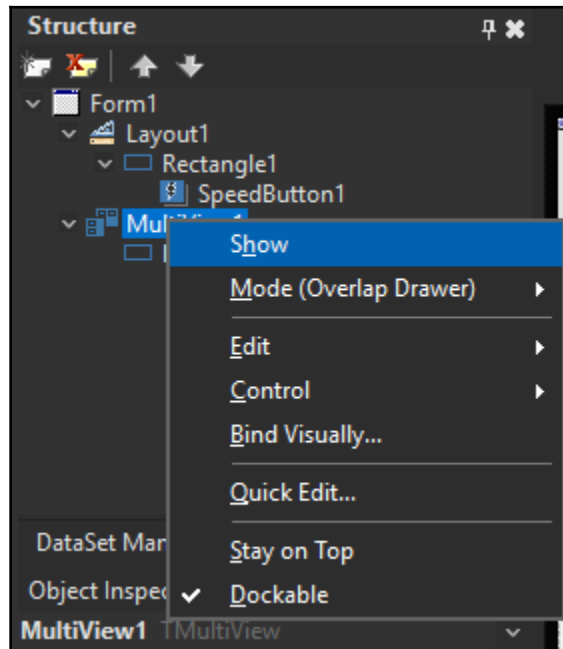 Structure
Form1
Layout1
Rectangle1
SpeedButton1
MultiView1
Show
Mode (Overlap Drawer)
Edit
Control
Bind Visually...
Quick Edit...
DataSet Mar
Stay on Top
Object Inspec
Dockable
MultiView1 TMultiView